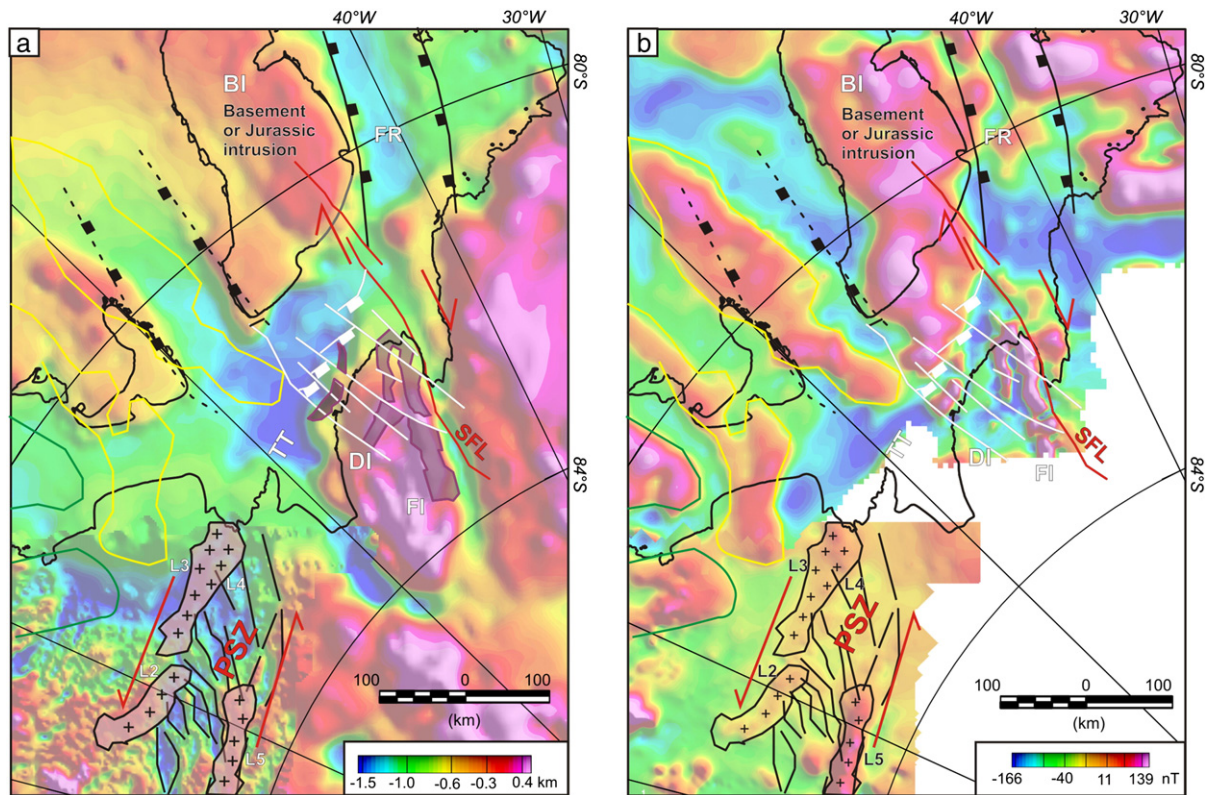 40°W
30°W
40°W
30°W
a
b
80°S
80°S
BI
Basement
or Jurassic
intrusion
FR
BI
Basement
or Jurassic
intrusion
FR
TT
DI
FI
SFL
TT
DI
FI
SFL
84°S
84°S
L3
L4
PSZ
L2
L5
L3
L4
PSZ
L2
L5
100 0 100
(km)
100 0 100
(km)
-1.5 -1.0 -0.6 -0.3 0.4 km
-166 -40 11 139 nT